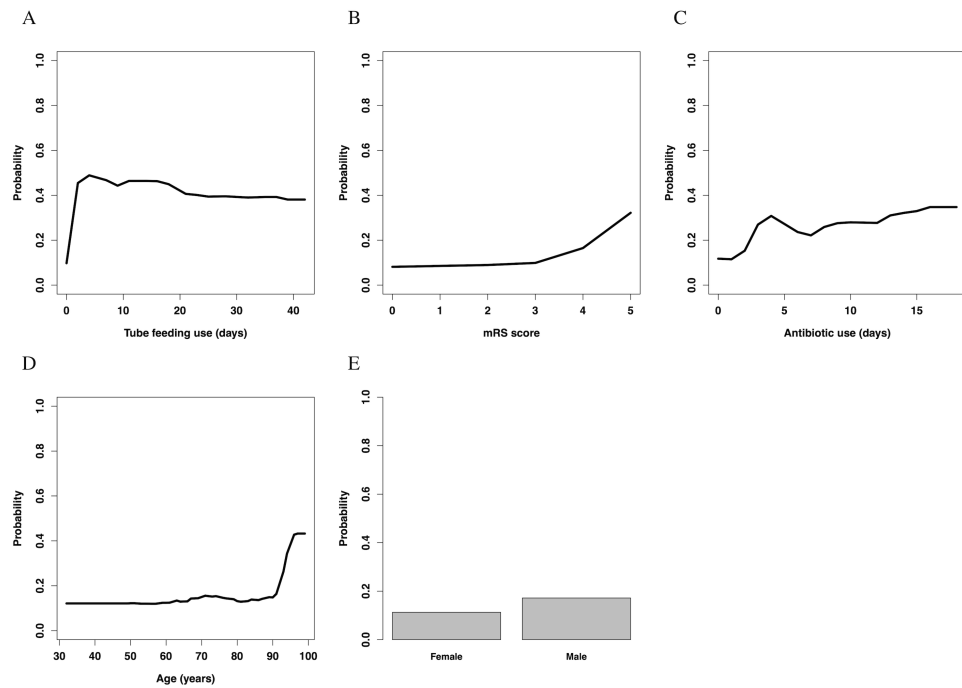 A
Probability
1.0
0.8
0.6
0.4
0.2
0.0
0 10 20 30 40
Tube feeding use (days)
B
Probability
1.0
0.8
0.6
0.4
0.2
0.0
0 1 2 3 4 5
mRS score
C
Probability
1.0
0.8
0.6
0.4
0.2
0.0
0 5 10 15
Antibiotic use (days)
D
Probability
1.0
0.8
0.6
0.4
0.2
0.0
30 40 50 60 70 80 90 100
Age (years)
E
Probability
1.0
0.8
0.6
0.4
0.2
0.0
Female Male